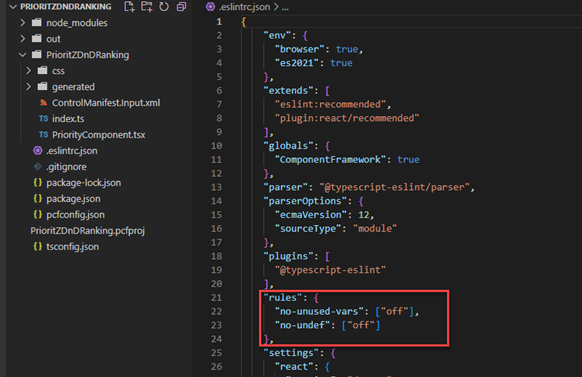 PRIORITZDNDRANKING
node_modules
out
PrioritZDnDRanking
css
generated
ControlManifest.Input.xml
index.ts
PriorityComponent.tsx
.eslintrc.json
.gitignore
package-lock.json
package.json
pcfconfig.json
PrioritZDnDRanking.pcfproj
tsconfig.json
.eslintrc.json > ...
1 {
2 "env": {
3 "browser": true,
4 "es2021": true
5 },
6 "extends": [
7 "eslint:recommended",
8 "plugin:react/recommended"
9 ],
10 "globals": {
11 "ComponentFramework": true
12 },
13 "parser": "@typescript-eslint/parser",
14 "parserOptions": {
15 "ecmaVersion": 12,
16 "sourceType": "module"
17 },
18 "plugins": [
19 "@typescript-eslint"
20 ],
21 "rules": {
22 "no-unused-vars": ["off"],
23 "no-undef": ["off"]
24 },
25 "settings": {
26 "react": {